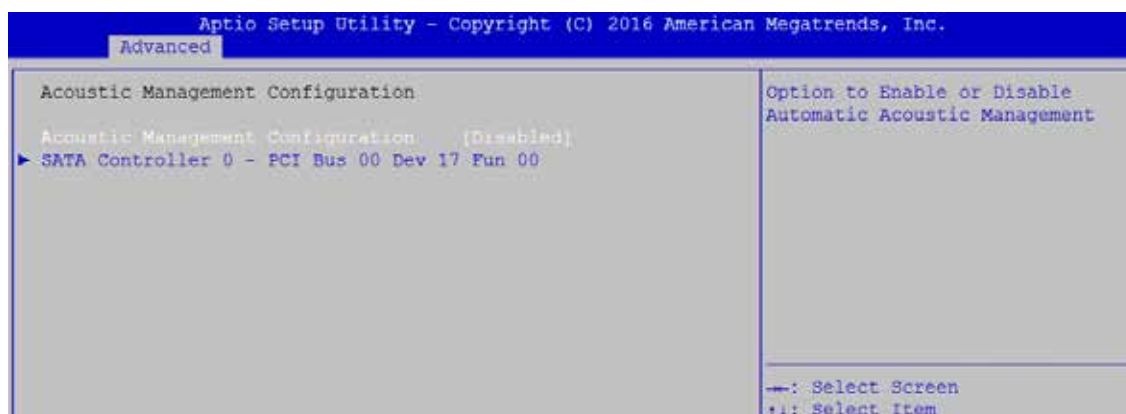 Aptio Setup Utility - Copyright (C) 2016 American Megatrends, Inc.
Advanced
Acoustic Management Configuration
Acoustic Management Configuration [Disabled]
► SATA Controller 0 - PCI Bus 00 Dev 17 Fun 00
Option to Enable or Disable
Automatic Acoustic Management
→←: Select Screen
↑↓: Select Item